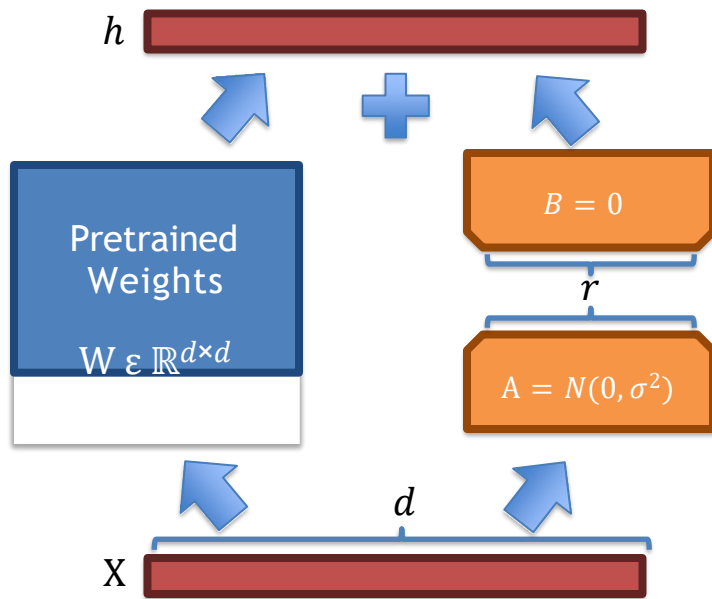 h
Pretrained
Weights
W ε ℝ^{d×d}
B = 0
r
A = N(0, σ²)
d
X